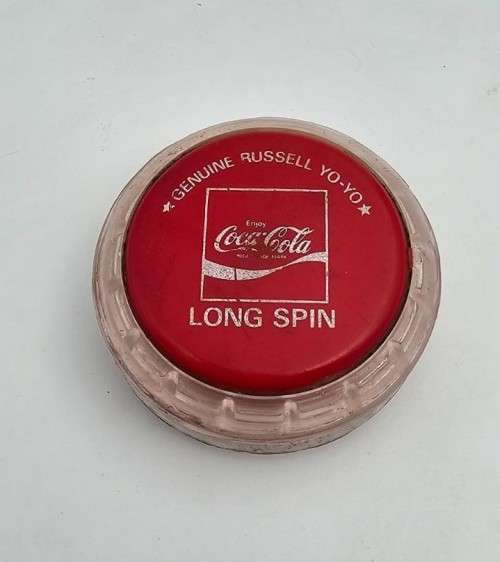 ★ GENUINE RUSSELL YO-YO ★
Enjoy
Coca-Cola
LONG SPIN